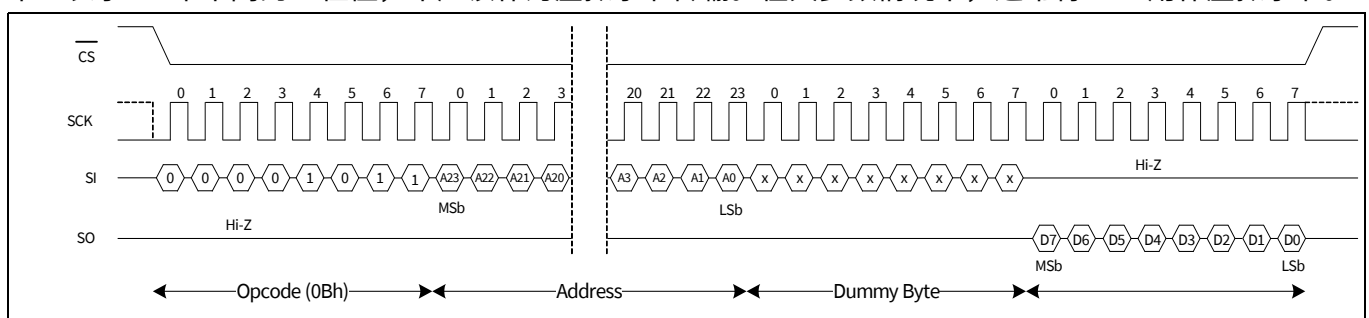 CS
0 1 2 3 4 5 6 7 0 1 2 3 20 21 22 23 0 1 2 3 4 5 6 7 0 1 2 3 4 5 6 7
SCK
Hi-Z
SI 0 0 0 0 1 0 1 1 A23 A22 A21 A20 A3 A2 A1 A0 x x x x x x x x
MSb LSb
Hi-Z
SO D7 D6 D5 D4 D3 D2 D1 D0
MSb LSb
Opcode (0Bh) Address Dummy Byte